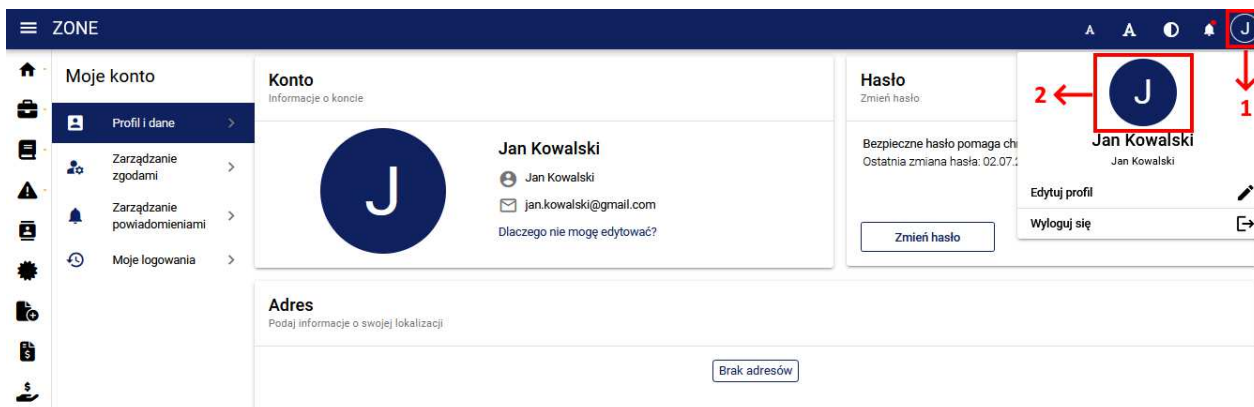 ZONE
A A J
Moje konto
Profil i dane
Zarządzanie
zgodami
Zarządzanie
powiadomieniami
Moje logowania
Konto
Informacje o koncie
J
Jan Kowalski
Jan Kowalski
jan.kowalski@gmail.com
Dlaczego nie mogę edytować?
Hasło
Zmień hasło
Bezpieczne hasło pomaga
Ostatnia zmiana hasła: 02.07.
Zmień hasło
1
2
J
Jan Kowalski
Jan Kowalski
Edytuj profil
Wyloguj się
Adres
Podaj informacje o swojej lokalizacji
Brak adresów